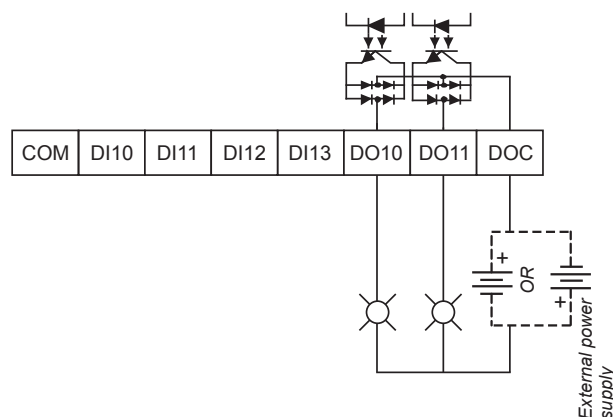 COM DI10 DI11 DI12 DI13 DO10 DO11 DOC
+
OR
+
External power
supply